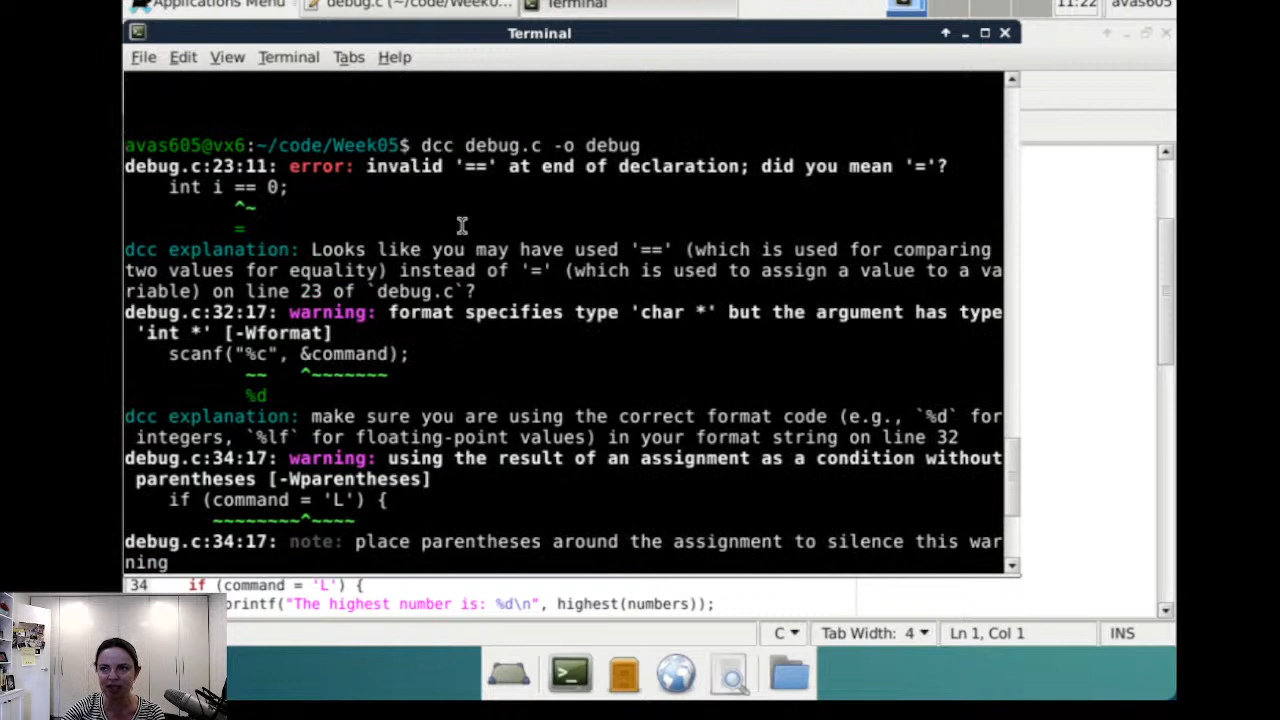 Applications Menu debug.c (~/code/Week0... Terminal 11:22 avas605
Terminal
File Edit View Terminal Tabs Help
avas605@vx6:~/code/Week05$ dcc debug.c -o debug
debug.c:23:11: error: invalid '==' at end of declaration; did you mean '='?
int i == 0;
^~
=
dcc explanation: Looks like you may have used '==' (which is used for comparing
two values for equality) instead of '=' (which is used to assign a value to a va
riable) on line 23 of `debug.c`?
debug.c:32:17: warning: format specifies type 'char *' but the argument has type
'int *' [-Wformat]
scanf("%c", &command);
~~ ^~~~~~~~
%d
dcc explanation: make sure you are using the correct format code (e.g., `%d` for
integers, `%lf` for floating-point values) in your format string on line 32
debug.c:34:17: warning: using the result of an assignment as a condition without
parentheses [-Wparentheses]
if (command = 'L') {
~~~~~~~~^~~~~
debug.c:34:17: note: place parentheses around the assignment to silence this war
ning
34 if (command = 'L') {
printf("The highest number is: %d\n", highest(numbers));
C Tab Width: 4 Ln 1, Col 1 INS